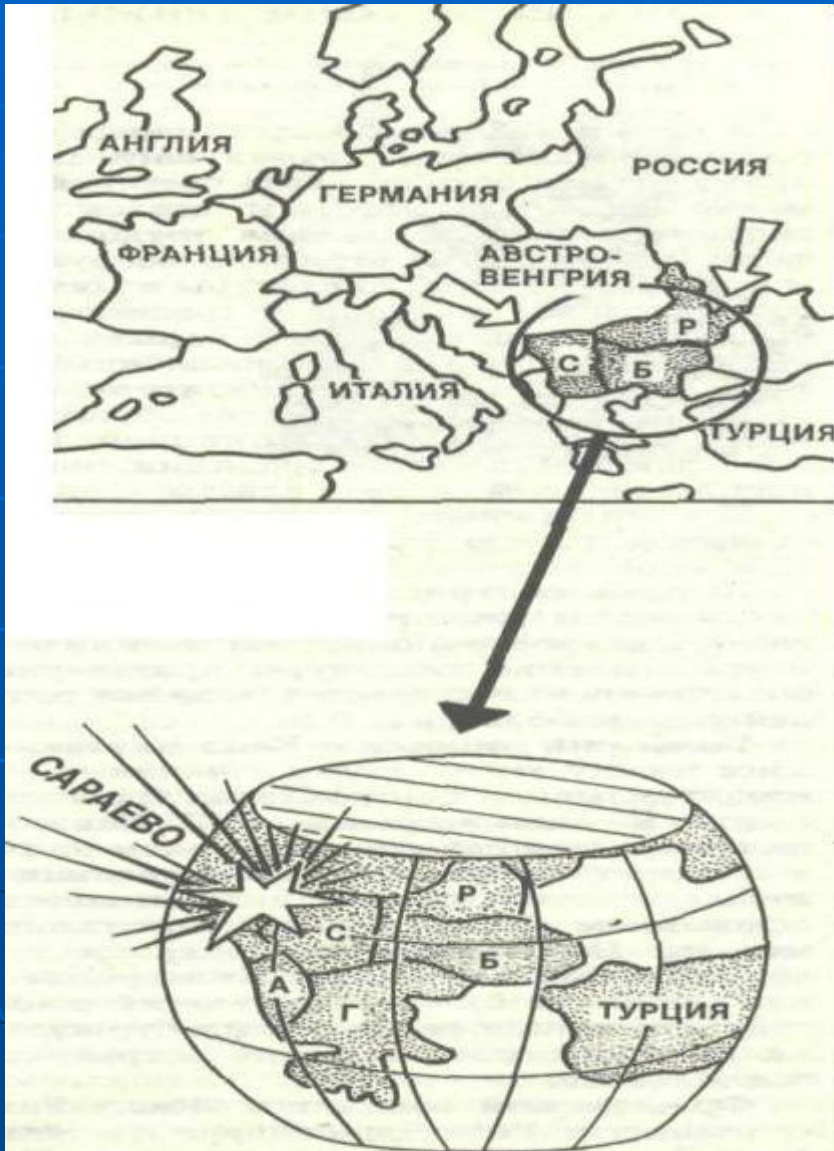 АНГЛИЯ
РОССИЯ
ГЕРМАНИЯ
ФРАНЦИЯ
АВСТРО-
ВЕНГРИЯ
Р
С
Б
ИТАЛИЯ
ТУРЦИЯ
САРАЕВО
Р
С
Б
А
Г
ТУРЦИЯ